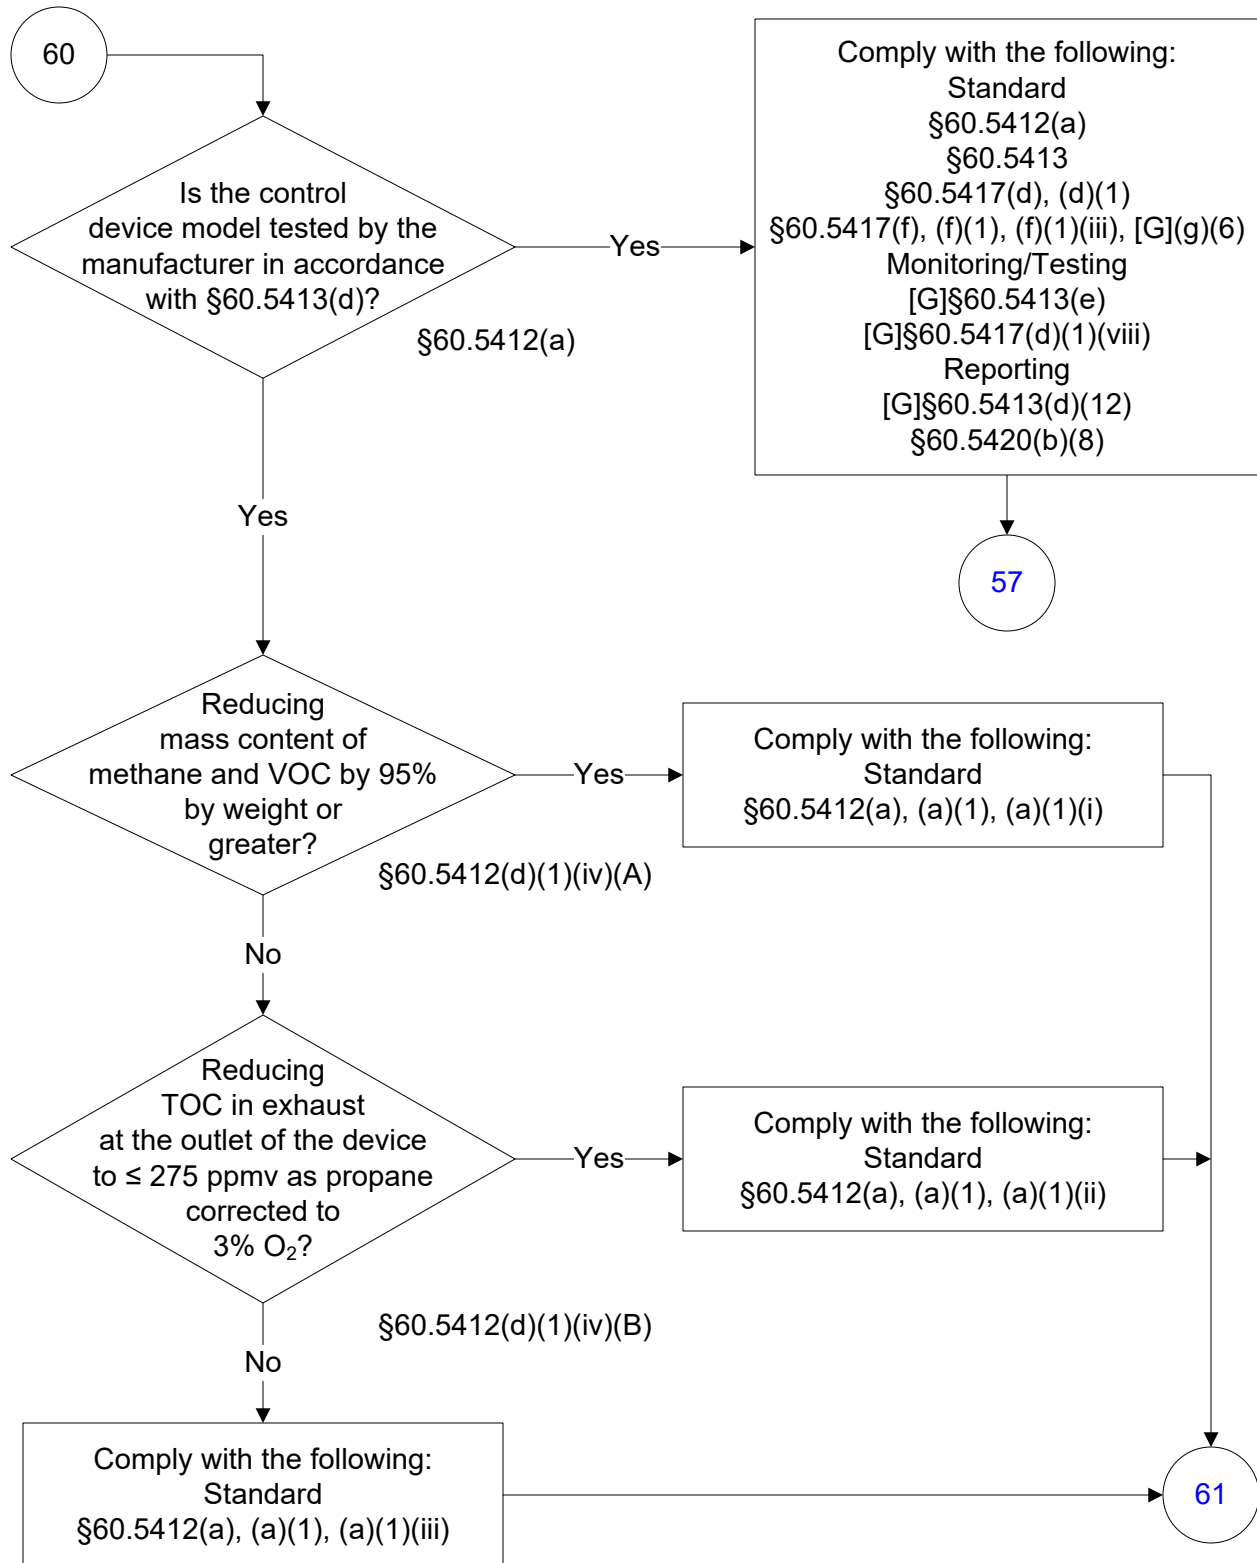 60
Is the control
device model tested by the
manufacturer in accordance
with §60.5413(d)?
§60.5412(a)
Yes
Comply with the following:
Standard
§60.5412(a)
§60.5413
§60.5417(d), (d)(1)
§60.5417(f), (f)(1), (f)(1)(iii), [G](g)(6)
Monitoring/Testing
[G]§60.5413(e)
[G]§60.5417(d)(1)(viii)
Reporting
[G]§60.5413(d)(12)
§60.5420(b)(8)
57
Yes
Reducing
mass content of
methane and VOC by 95%
by weight or
greater?
§60.5412(d)(1)(iv)(A)
Yes
Comply with the following:
Standard
§60.5412(a), (a)(1), (a)(1)(i)
No
Reducing
TOC in exhaust
at the outlet of the device
to ≤ 275 ppmv as propane
corrected to
3% O₂?
§60.5412(d)(1)(iv)(B)
Yes
Comply with the following:
Standard
§60.5412(a), (a)(1), (a)(1)(ii)
No
Comply with the following:
Standard
§60.5412(a), (a)(1), (a)(1)(iii)
61